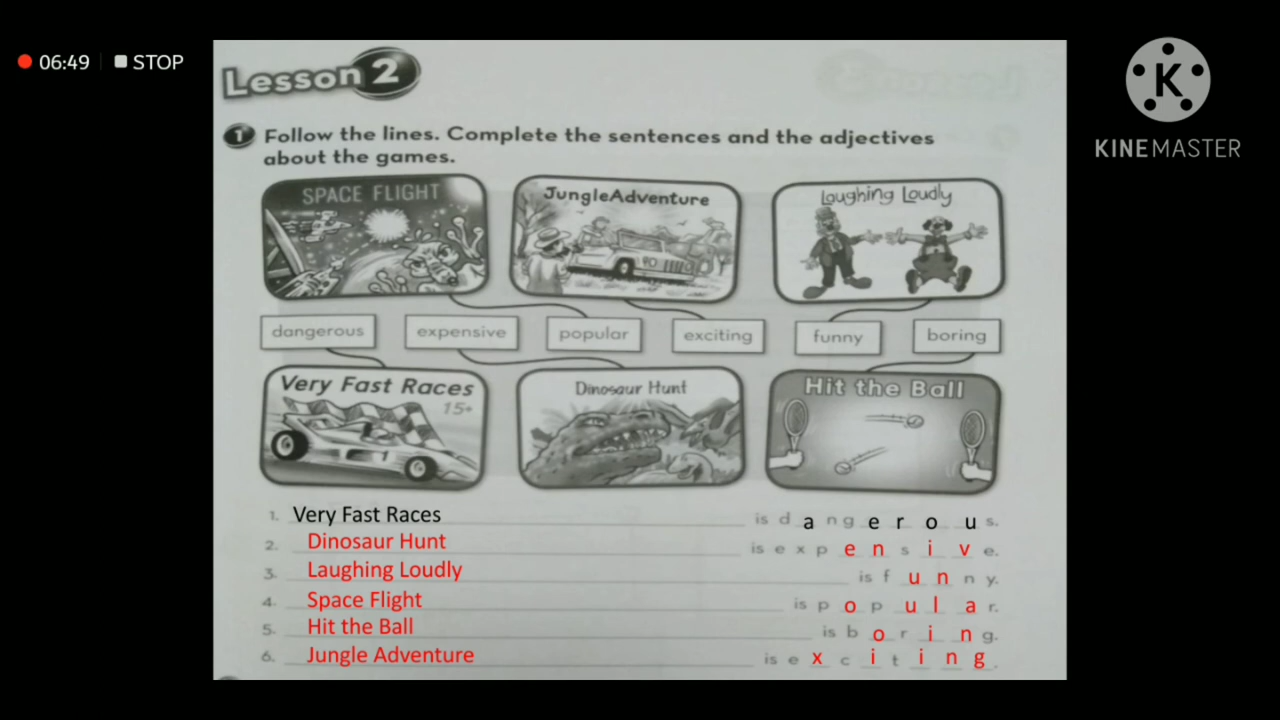 06:49 STOP
KINEMASTER
Lesson 2
1 Follow the lines. Complete the sentences and the adjectives
about the games.
SPACE FLIGHT
JungleAdventure
Laughing Loudly
dangerous expensive popular exciting funny boring
Very Fast Races
15+
Dinosaur Hunt
Hit the Ball
1. Very Fast Races is d a n g e r o u s.
2. Dinosaur Hunt is e x p e n s i v e.
3. Laughing Loudly is f u n n y.
4. Space Flight is p o p u l a r.
5. Hit the Ball is b o r i n g.
6. Jungle Adventure is e x c i t i n g.